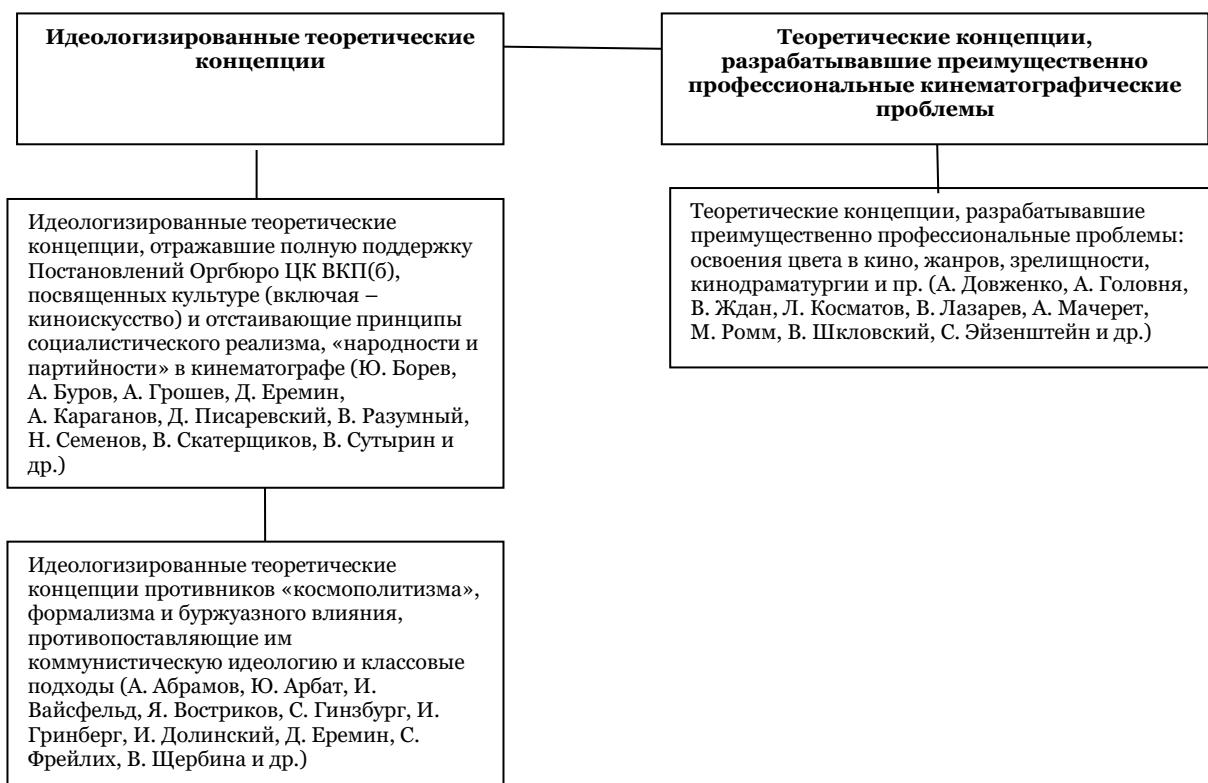 Идеологизированные теоретические
концепции
Теоретические концепции,
разрабатывавшие преимущественно
профессиональные кинематографические
проблемы
Идеологизированные теоретические
концепции, отражавшие полную поддержку
Постановлений Оргбюро ЦК ВКП(б),
посвященных культуре (включая –
киноискусство) и отстаивающие принципы
социалистического реализма, «народности и
партийности» в кинематографе (Ю. Борев,
А. Буров, А. Грошев, Д. Еремин,
А. Караганов, Д. Писаревский, В. Разумный,
Н. Семенов, В. Скатерщиков, В. Сутырин и
др.)
Теоретические концепции, разрабатывавшие
преимущественно профессиональные проблемы:
освоения цвета в кино, жанров, зрелищности,
кинодраматургии и пр. (А. Довженко, А. Головня,
В. Ждан, Л. Косматов, В. Лазарев, А. Мачерет,
М. Ромм, В. Шкловский, С. Эйзенштейн и др.)
Идеологизированные теоретические
концепции противников «космополитизма»,
формализма и буржуазного влияния,
противопоставляющие им
коммунистическую идеологию и классовые
подходы (А. Абрамов, Ю. Арбат, И.
Вайсфельд, Я. Востриков, С. Гинзбург, И.
Гринберг, И. Долинский, Д. Еремин, С.
Фрейлих, В. Щербина и др.)